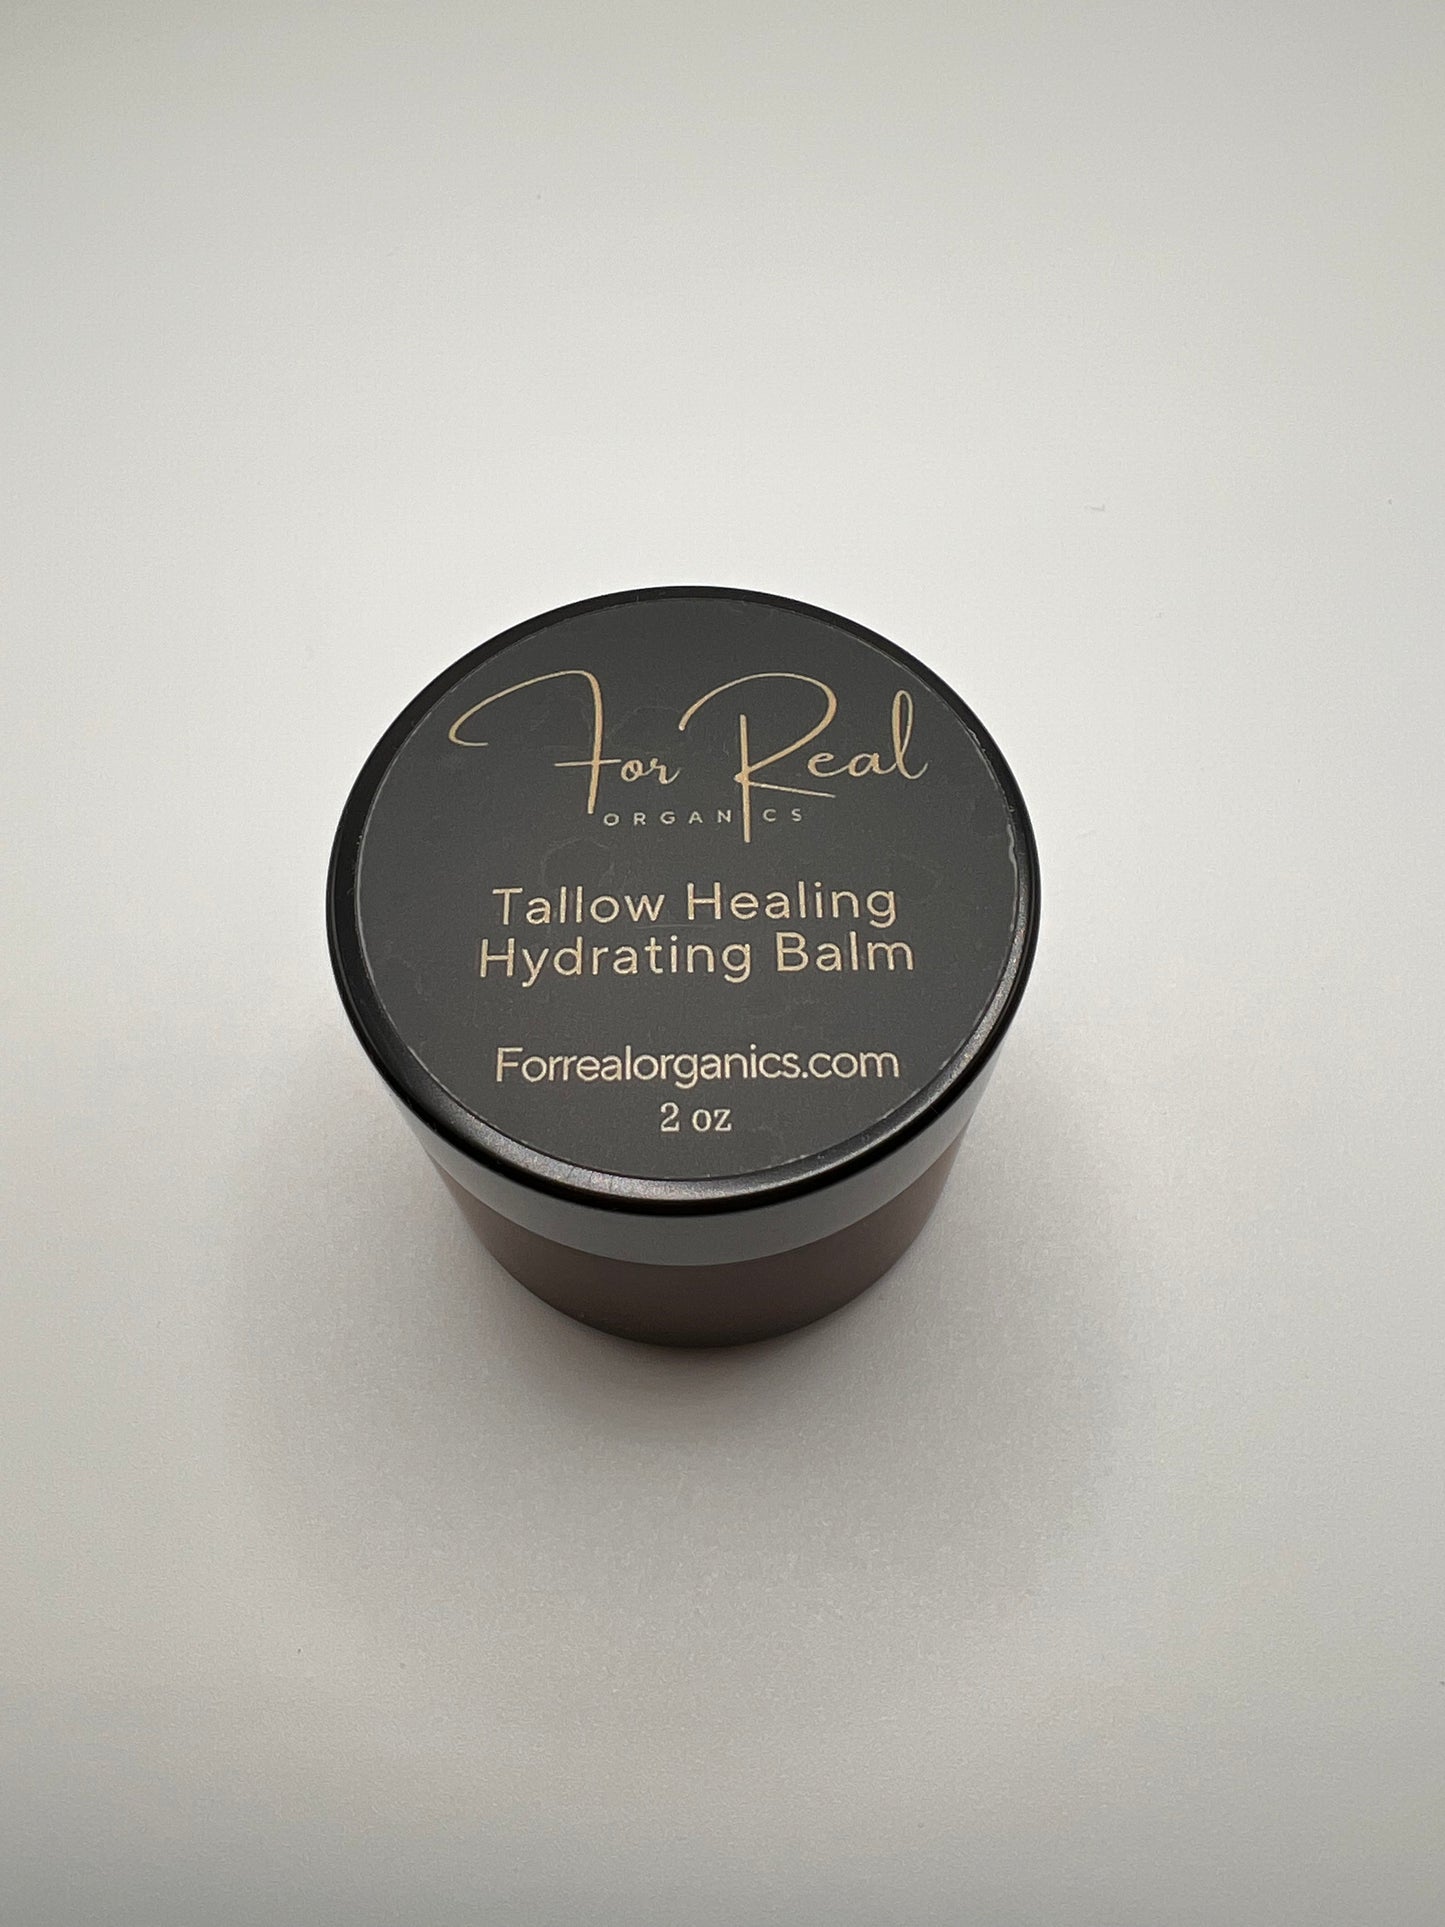 For Real
ORGANICS
Tallow Healing
Hydrating Balm
Forrealorganics.com
2 oz